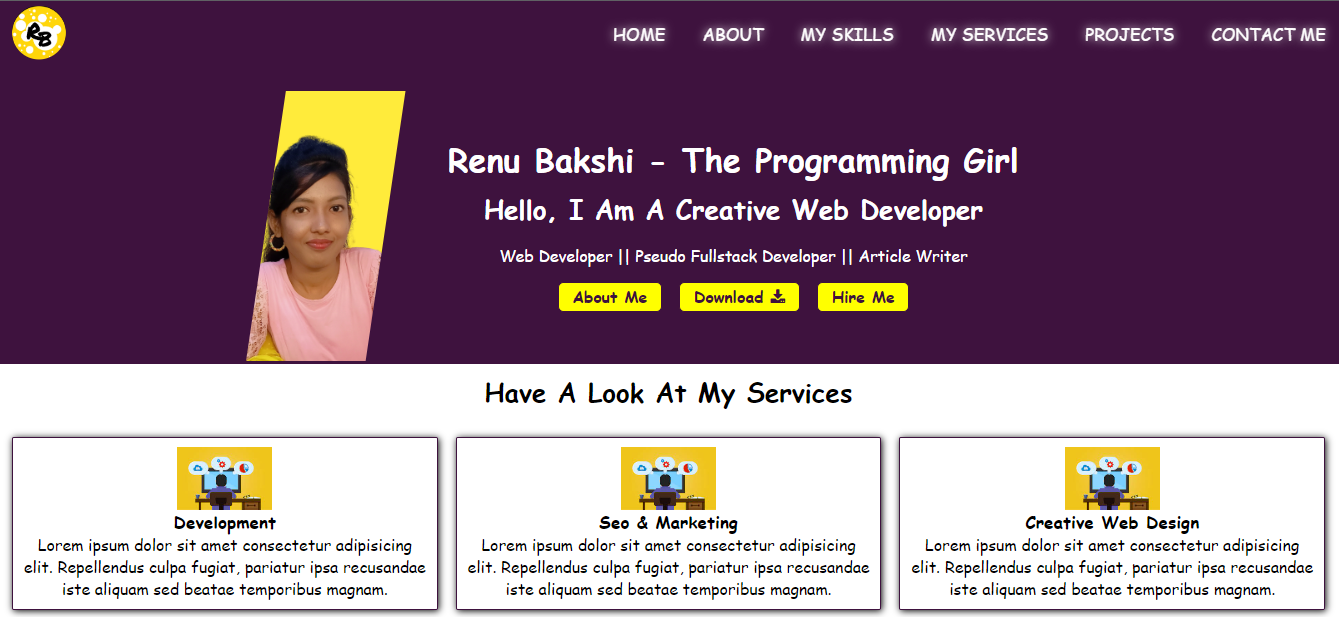 RB
HOME ABOUT MY SKILLS MY SERVICES PROJECTS CONTACT ME
Renu Bakshi - The Programming Girl
Hello, I Am A Creative Web Developer
Web Developer || Pseudo Fullstack Developer || Article Writer
About Me Download Hire Me
Have A Look At My Services
Development
Lorem ipsum dolor sit amet consectetur adipisicing
elit. Repellendus culpa fugiat, pariatur ipsa recusandae
iste aliquam sed beatae temporibus magnam.
Seo & Marketing
Lorem ipsum dolor sit amet consectetur adipisicing
elit. Repellendus culpa fugiat, pariatur ipsa recusandae
iste aliquam sed beatae temporibus magnam.
Creative Web Design
Lorem ipsum dolor sit amet consectetur adipisicing
elit. Repellendus culpa fugiat, pariatur ipsa recusandae
iste aliquam sed beatae temporibus magnam.